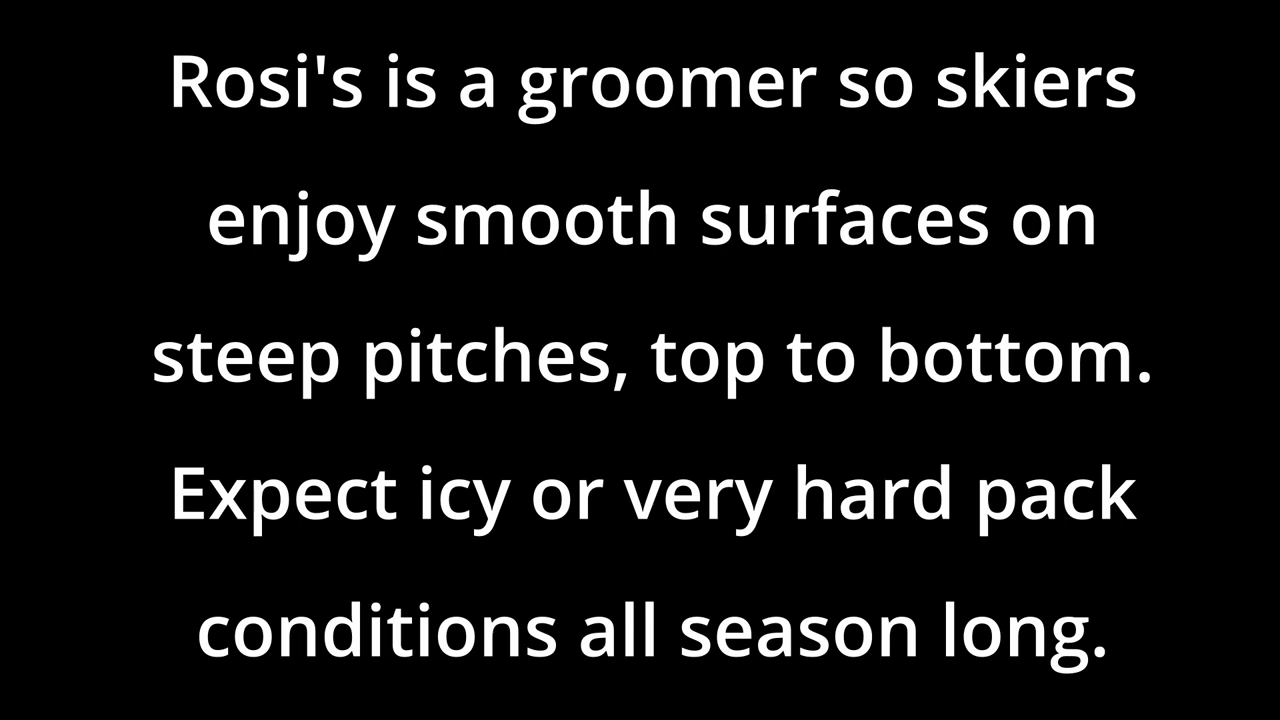 Rosi's is a groomer so skiers
enjoy smooth surfaces on
steep pitches, top to bottom.
Expect icy or very hard pack
conditions all season long.